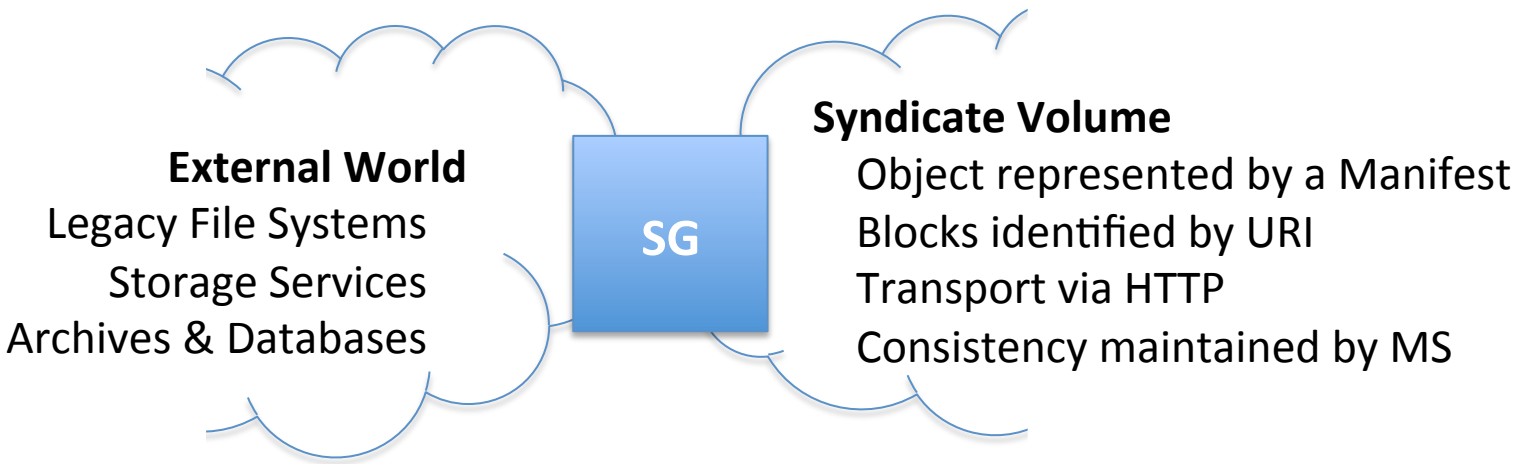 External World
Legacy File Systems
Storage Services
Archives & Databases
SG
Syndicate Volume
Object represented by a Manifest
Blocks identified by URI
Transport via HTTP
Consistency maintained by MS